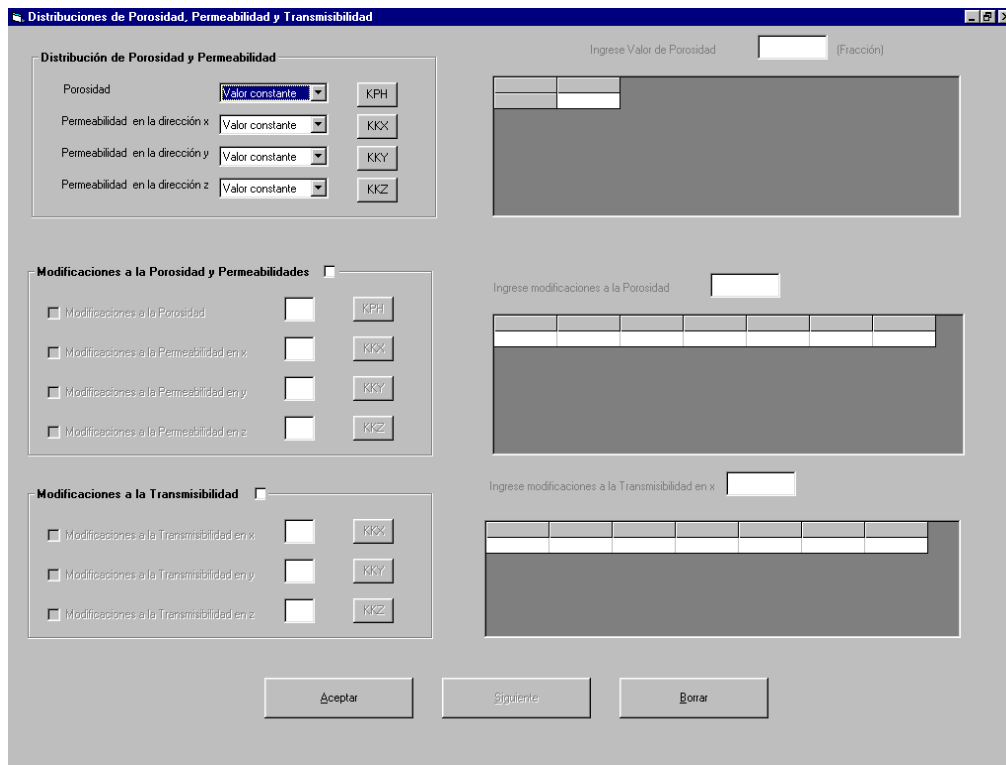 Distribuciones de Porosidad, Permeabilidad y Transmisibilidad
Distribución de Porosidad y Permeabilidad
Porosidad Valor constante KPH
Permeabilidad en la dirección x Valor constante KKX
Permeabilidad en la dirección y Valor constante KKY
Permeabilidad en la dirección z Valor constante KKZ
Ingrese Valor de Porosidad (Fracción)
Modificaciones a la Porosidad y Permeabilidades
Modificaciones a la Porosidad KPH
Modificaciones a la Permeabilidad en x KKX
Modificaciones a la Permeabilidad en y KKY
Modificaciones a la Permeabilidad en z KKZ
Ingrese modificaciones a la Porosidad
Modificaciones a la Transmisibilidad
Modificaciones a la Transmisibilidad en x KKX
Modificaciones a la Transmisibilidad en y KKY
Modificaciones a la Transmisibilidad en z KKZ
Ingrese modificaciones a la Transmisibilidad en x
Aceptar Siguiente Borrar